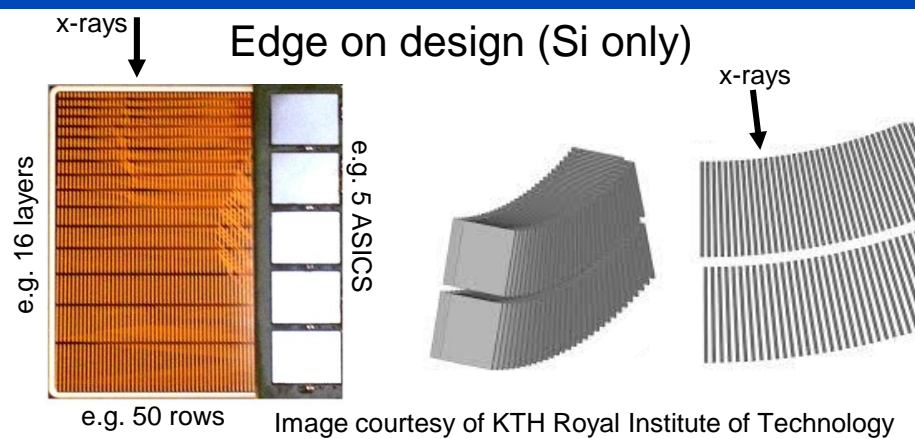 x-rays
Edge on design (Si only)
x-rays
e.g. 16 layers
e.g. 5 ASICS
e.g. 50 rows
Image courtesy of KTH Royal Institute of Technology